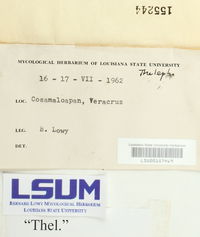 155244
MYCOLOGICAL HERBARIUM OF LOUISIANA STATE UNIVERSITY
16 - 17 - VII - 1962
LOC. Cosamaloapan, Veracruz
LEG. B. Lowy
DET.
LSUM
BERNARD LOWY MYCOLOGICAL HERBARIUM
LOUISIANA STATE UNIVERSITY
"Thel."